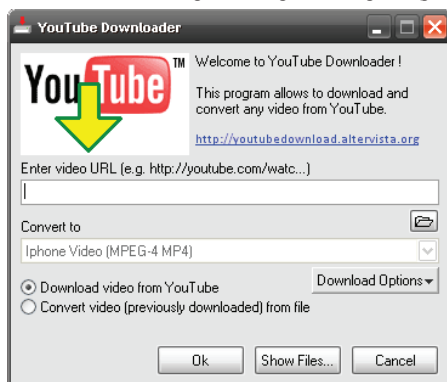 YouTube Downloader
YouTube TM
Welcome to YouTube Downloader !
This program allows to download and
convert any video from YouTube.
http://youtubedownload.altervista.org
Enter video URL (e.g. http://youtube.com/watc...)
Convert to
Iphone Video (MPEG-4 MP4)
Download video from YouTube
Download Options
Convert video (previously downloaded) from file
Ok
Show Files...
Cancel